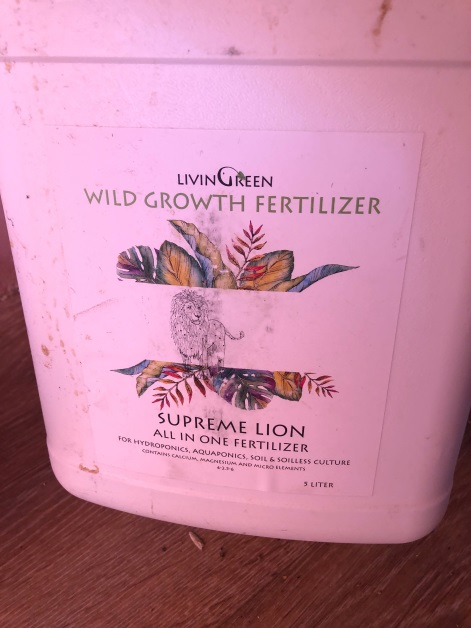 LIVINGREEN
WILD GROWTH FERTILIZER
SUPREME LION
ALL IN ONE FERTILIZER
FOR HYDROPONICS, AQUAPONICS, SOIL & SOILLESS CULTURE
CONTAINS CALCIUM, MAGNESIUM AND MICRO ELEMENTS
5 LITER